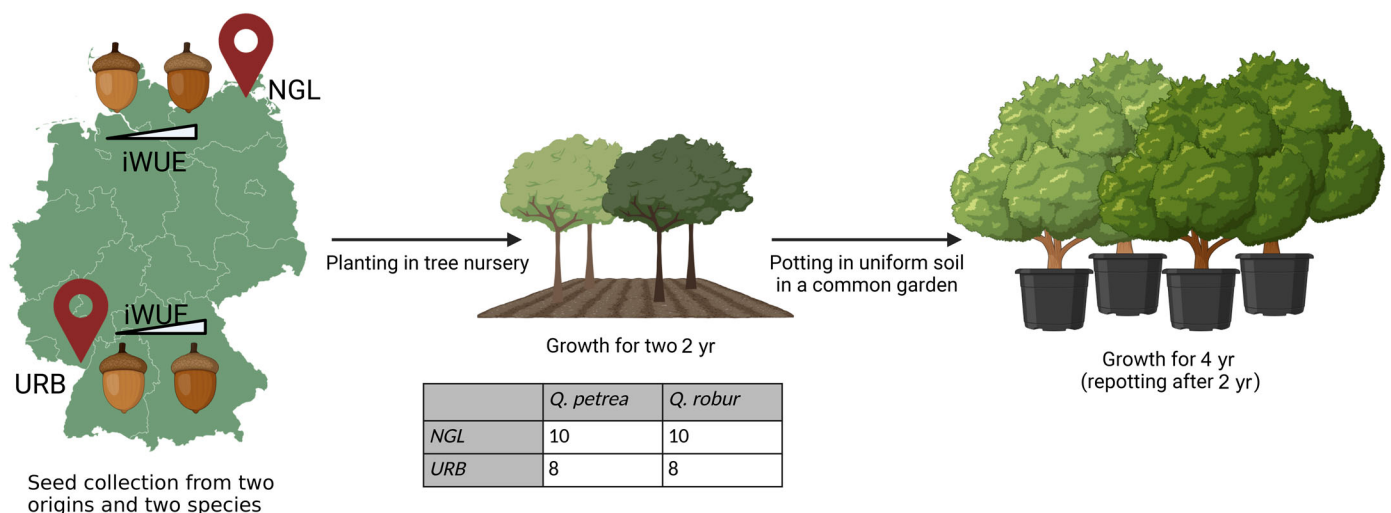 NGL
iWUE
iWUE
URB
Seed collection from two
origins and two species
Planting in tree nursery
Growth for two 2 yr
Q. petrea Q. robur
NGL 10 10
URB 8 8
Potting in uniform soil
in a common garden
Growth for 4 yr
(repotting after 2 yr)